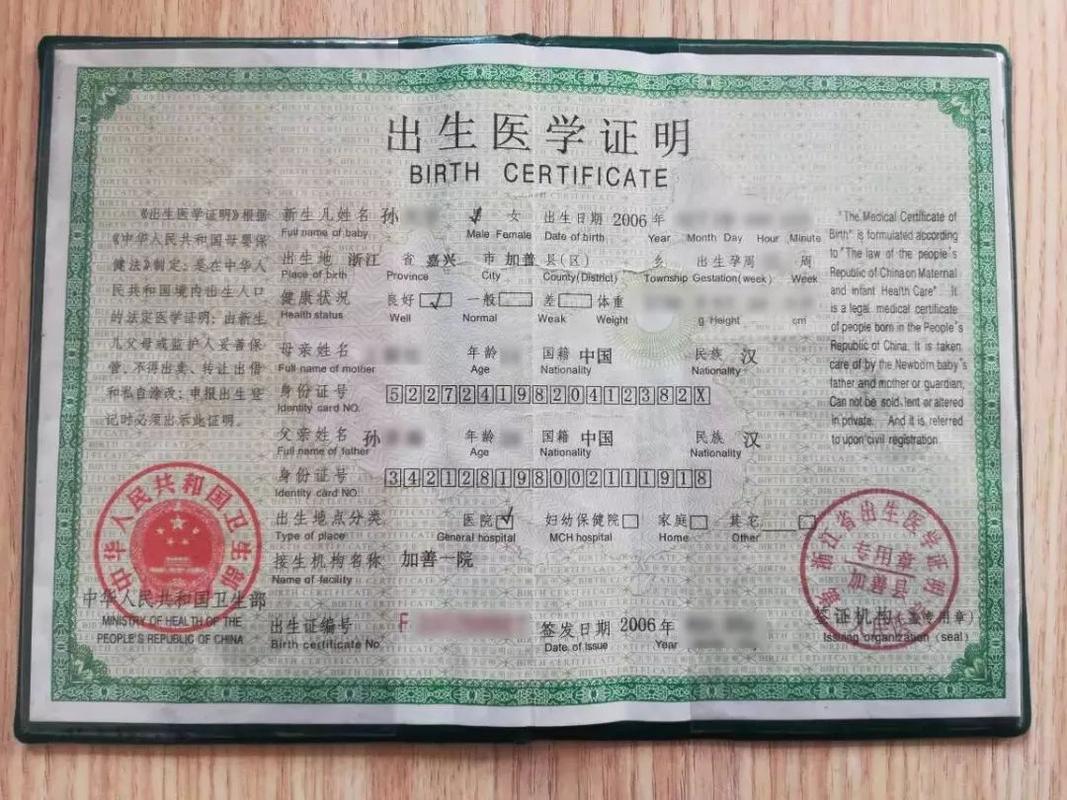 出生医学证明
BIRTH CERTIFICATE
《出生医学证明》根据
《中华人民共和国母婴保
健法》制定；是在中华人
民共和国境内出生人口
的法定医学证明；由新生
儿父母或监护人妥善保
管、不得出卖、转让出借
和私自涂改；申报出生登
记时必须出示此证明。
新生儿姓名 孙 女 出生日期 2006 年
Full name of baby Male Female Date of birth Year Month Day Hour Minute
出生地 浙江 省 嘉兴 市 加善 县(区) 乡 出生孕周 周
Place of birth Province City County(District) Township Gestation(week) Week
健康状况 良好 ✓ 一般 差 体重
Health status Well Normal Weak Weight g Height cm
母亲姓名 年龄 国籍 中国 民族 汉
Full name of mother Age Nationality Nationality
身份证号 52272419820412382X
Identity card NO.
父亲姓名 孙 年龄 国籍 中国 民族 汉
Full name of father Age Nationality Nationality
身份证号 342128198002111918
Identity card NO.
出生地点分类 医院 ✓ 妇幼保健院 家庭 其它
Type of place General hospital MCH hospital Home Other
接生机构名称 加善一院
Name of facility
出生证编号 F 签发日期 2006 年
Birth certificate No. Date of Issue Year
"The Medical Certificate of
Birth" is formulated according
to "The law of the people's
Republic of China on Maternal
and Infant Health Care". It
is a legal medical certificate
of people born in the People's
Republic of China. It is taken
care of by the Newborn baby's
father and mother or guardian,
Can not be sold, lent or altered
in private. And it is referred
to upon civil registration.
中华人民共和国卫生部
中华人民共和国卫生部
MINISTRY OF HEALTH OF THE
PEOPLE'S REPUBLIC OF CHINA
浙江省出生医学证明
专用章
加善县
签证机构（盖专用章）
Issuing organization (seal)